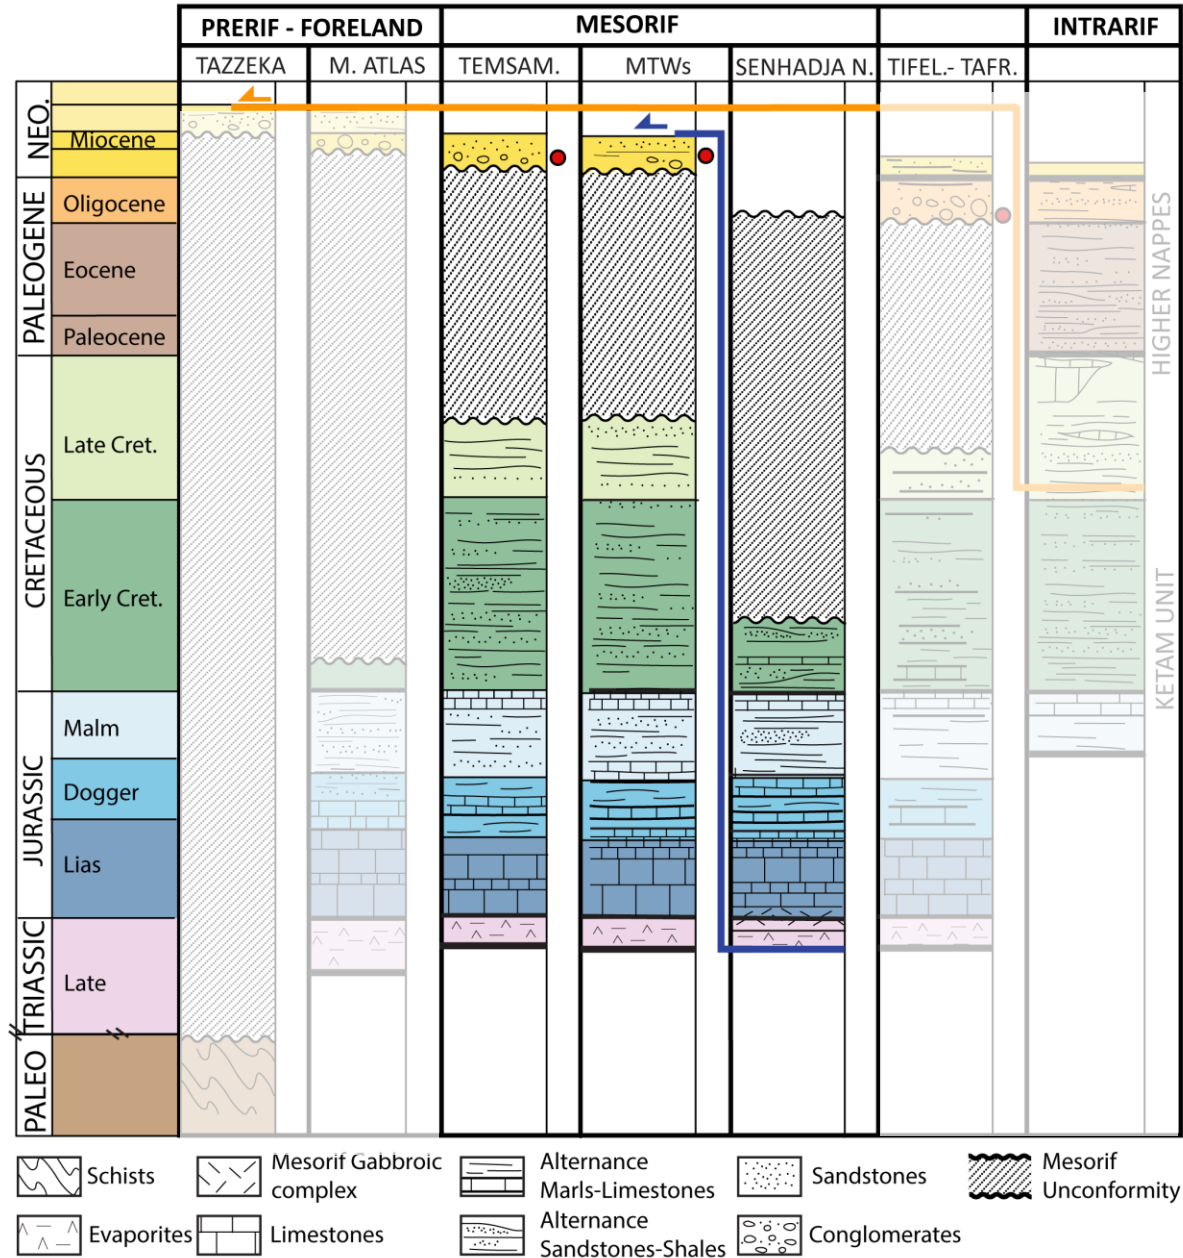 PRERIF - FORELAND
MESORIF
INTRARIF
TAZZEKA
M. ATLAS
TEMSAM.
MTWs
SENHADJA N.
TIFEL.- TAFR.
NEO.
Miocene
PALEOGENE
Oligocene
Eocene
Paleocene
HIGHER NAPPES
CRETACEOUS
Late Cret.
Early Cret.
KETAM UNIT
JURASSIC
Malm
Dogger
Lias
TRIASSIC
Late
PALEO
Schists
Mesorif Gabbroic
complex
Alternance
Marls-Limestones
Sandstones
Mesorif
Unconformity
Evaporites
Limestones
Alternance
Sandstones-Shales
Conglomerates